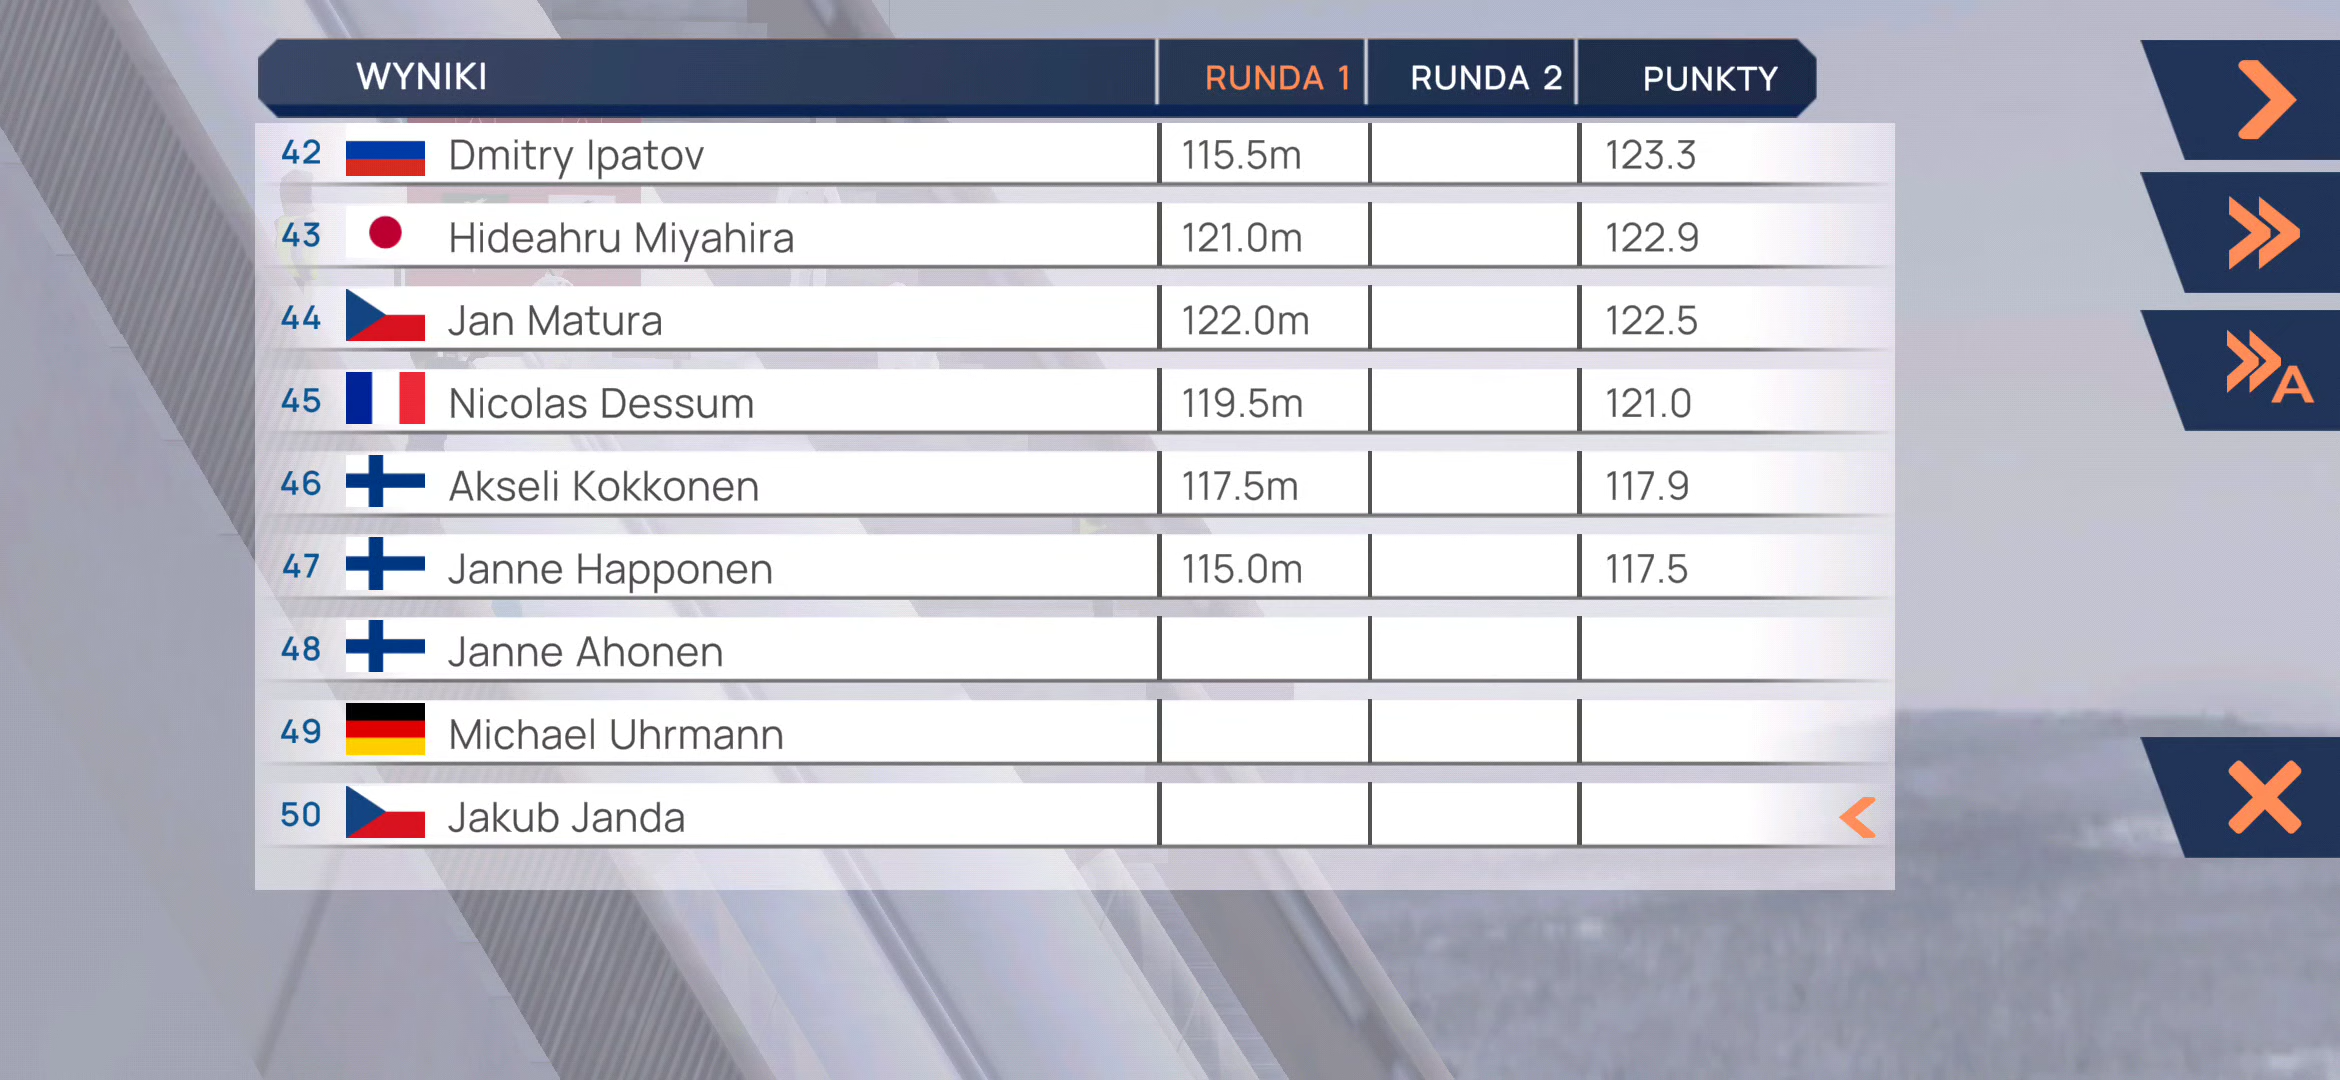 WYNIKI RUNDA 1 RUNDA 2 PUNKTY
42 Dmitry Ipatov 115.5m 123.3
43 Hideahru Miyahira 121.0m 122.9
44 Jan Matura 122.0m 122.5
45 Nicolas Dessum 119.5m 121.0
46 Akseli Kokkonen 117.5m 117.9
47 Janne Happonen 115.0m 117.5
48 Janne Ahonen
49 Michael Uhrmann
50 Jakub Janda
A